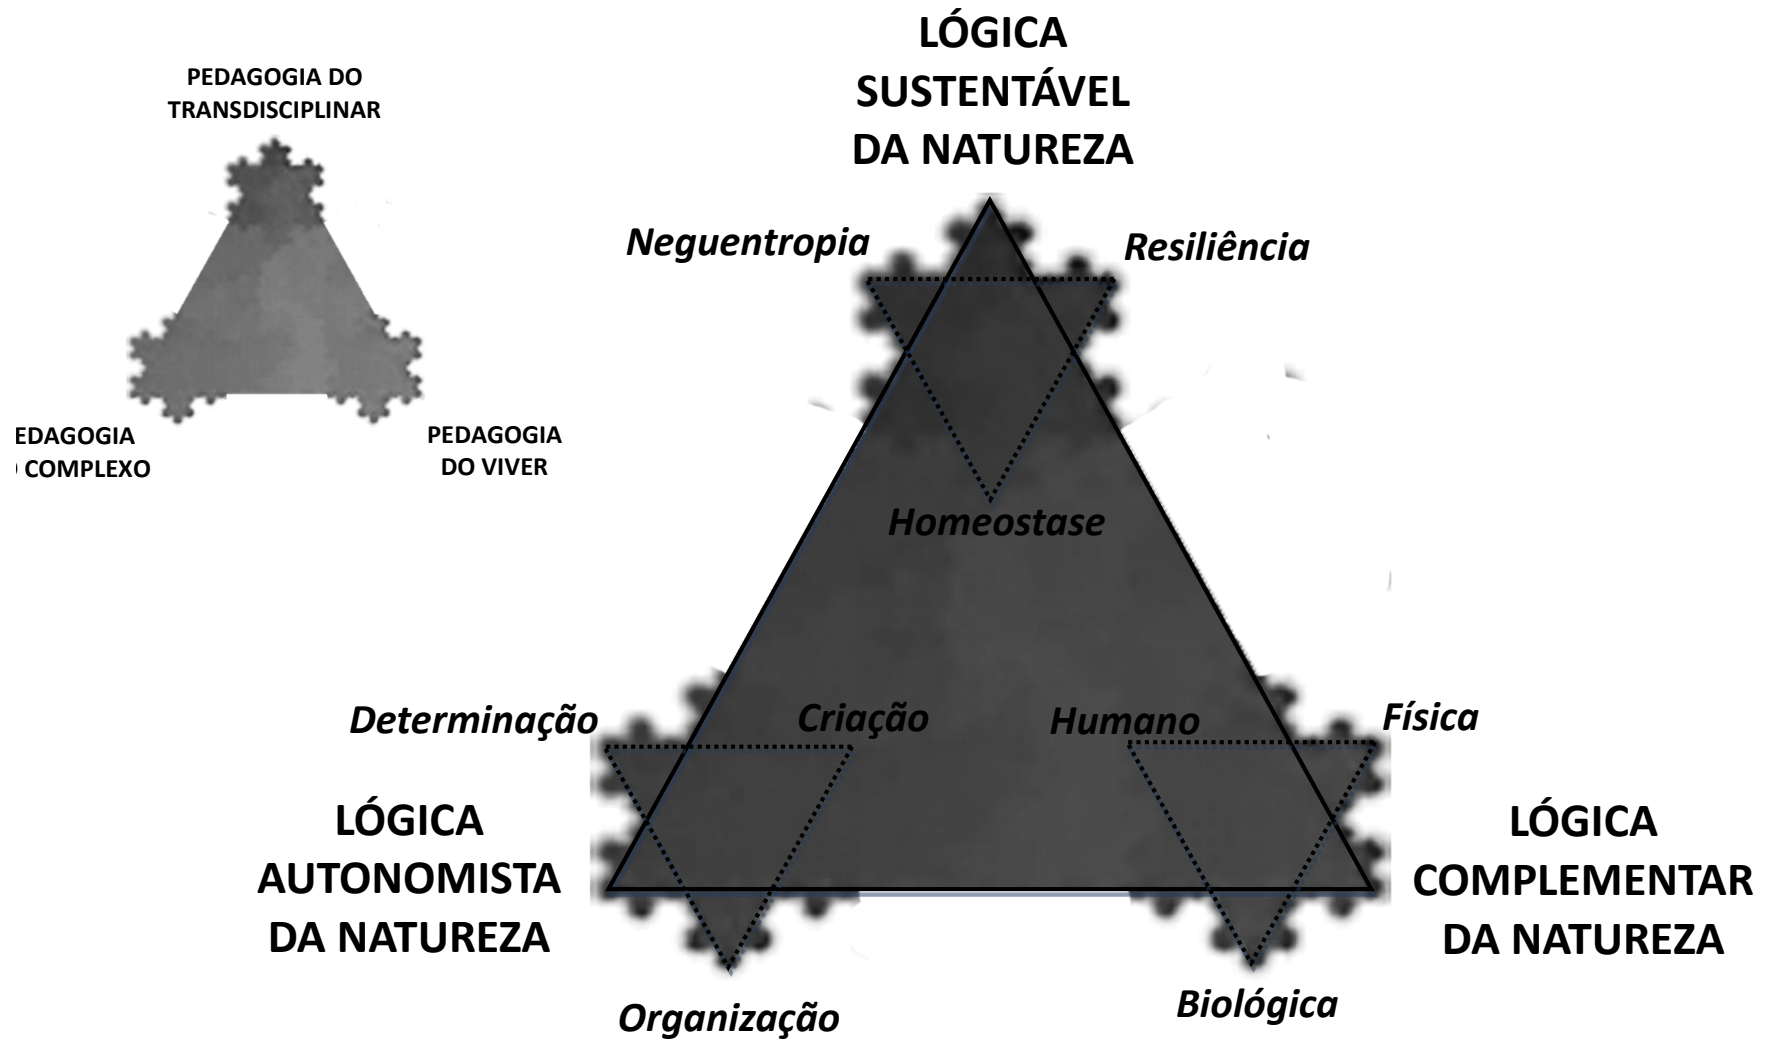 LÓGICA
SUSTENTÁVEL
DA NATUREZA
PEDAGOGIA DO
TRANSDISCIPLINAR
Neguentropia
Resiliência
EDAGOGIA
COMPLEXO
PEDAGOGIA
DO VIVER
Homeostase
Determinação
Criação
Humano
Física
LÓGICA
AUTONOMISTA
DA NATUREZA
LÓGICA
COMPLEMENTAR
DA NATUREZA
Organização
Biológica